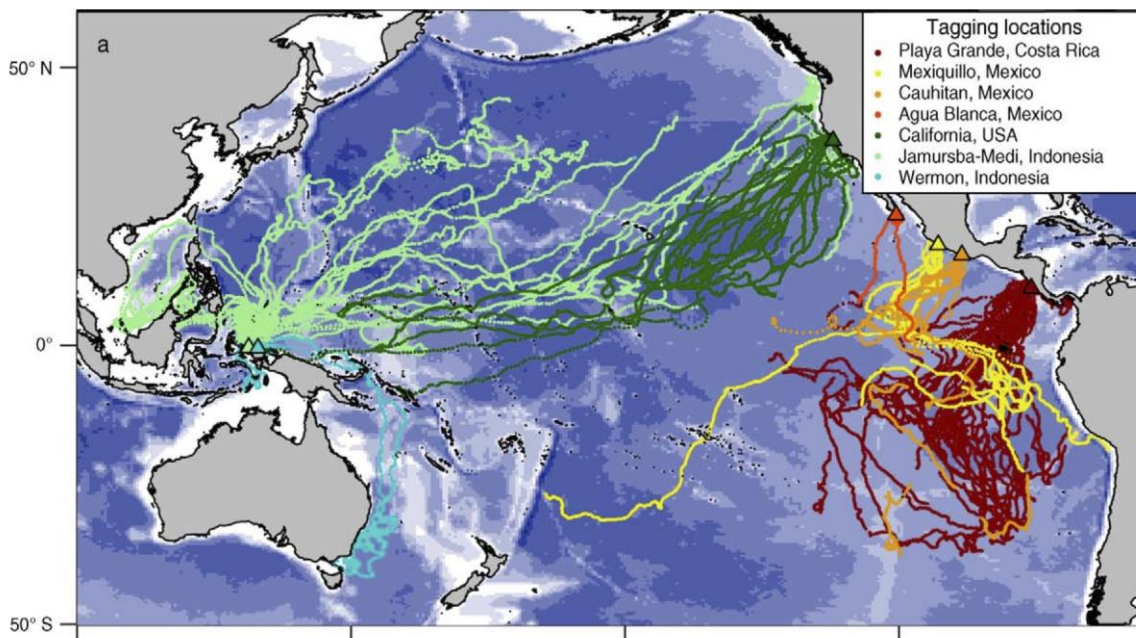 a
Tagging locations
Playa Grande, Costa Rica
Mexiquillo, Mexico
Cauhitan, Mexico
Agua Blanca, Mexico
California, USA
Jamursba-Medi, Indonesia
Wermon, Indonesia
50° N
0°
50° S